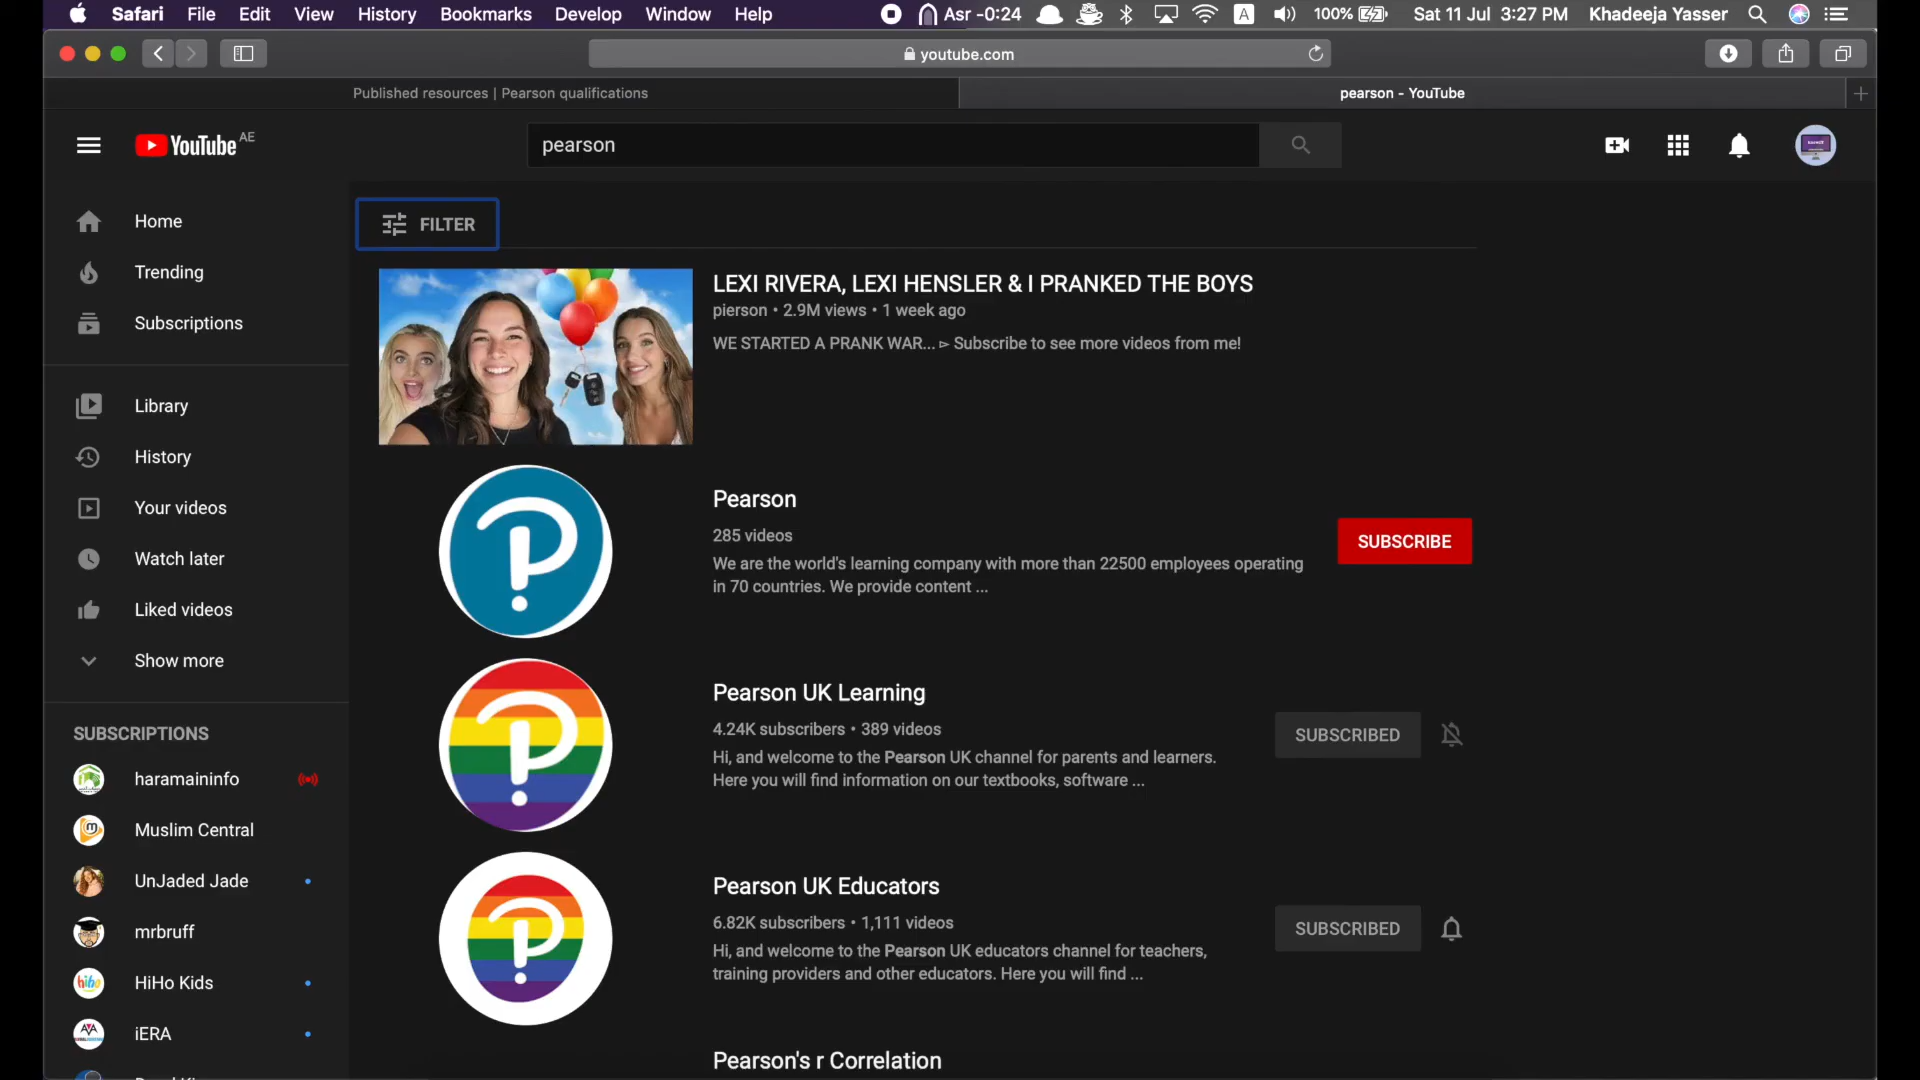 Safari File Edit View History Bookmarks Develop Window Help Asr -0:24 A 100% Sat 11 Jul 3:27 PM Khadeeja Yasser
youtube.com
Published resources | Pearson qualifications
pearson - YouTube
YouTube AE
pearson
Home
Trending
Subscriptions
Library
History
Your videos
Watch later
Liked videos
Show more
SUBSCRIPTIONS
haramaininfo
Muslim Central
UnJaded Jade
mrbruff
HiHo Kids
iERA
FILTER
LEXI RIVERA, LEXI HENSLER & I PRANKED THE BOYS
pierson • 2.9M views • 1 week ago
WE STARTED A PRANK WAR... ▻ Subscribe to see more videos from me!
Pearson
285 videos
We are the world's learning company with more than 22500 employees operating
in 70 countries. We provide content ...
SUBSCRIBE
Pearson UK Learning
4.24K subscribers • 389 videos
Hi, and welcome to the Pearson UK channel for parents and learners.
Here you will find information on our textbooks, software ...
SUBSCRIBED
Pearson UK Educators
6.82K subscribers • 1,111 videos
Hi, and welcome to the Pearson UK educators channel for teachers,
training providers and other educators. Here you will find ...
SUBSCRIBED
Pearson's r Correlation